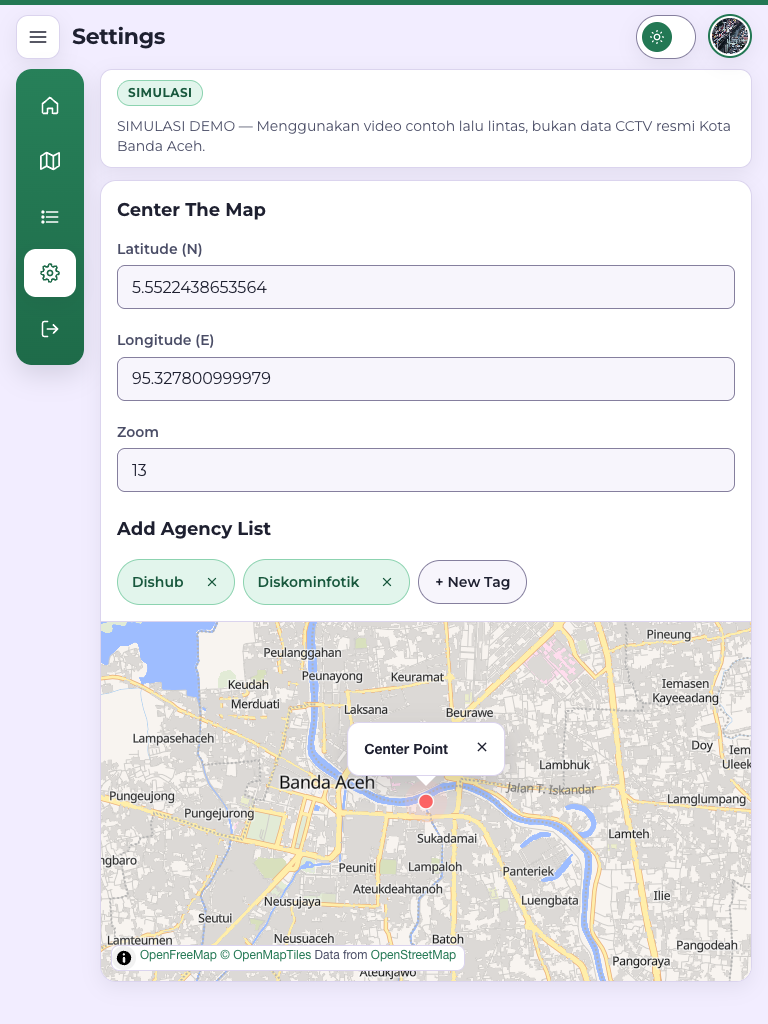 Settings
SIMULASI
SIMULASI DEMO — Menggunakan video contoh lalu lintas, bukan data CCTV resmi Kota
Banda Aceh.
Center The Map
Latitude (N)
5.5522438653564
Longitude (E)
95.327800999979
Zoom
13
Add Agency List
Dishub ×
Diskominfotik ×
+ New Tag
Pineung
Peulanggahan
Peunayong
Keuramat
Keudah
Iemasen
Kayeeadang
Merduati
Laksana
Beurawe
Lampasehaceh
Center Point ×
Doy
Iem
Uleek
Lambhuk
Banda Aceh
Jalan T. Iskandar
Pungeujong
Lamglumpang
Pungejurong
Lamteh
Sukadamai
ngbaro
Peuniti
Lampaloh
Panteriek
Ateukdeahtanoh
Ilie
Neusujaya
Luengbata
Seutui
Lamteumen
Neusuaceh
Batoh
Pangodeah
OpenFreeMap © OpenMapTiles Data from OpenStreetMap
Pangoraya
Ateukjawo